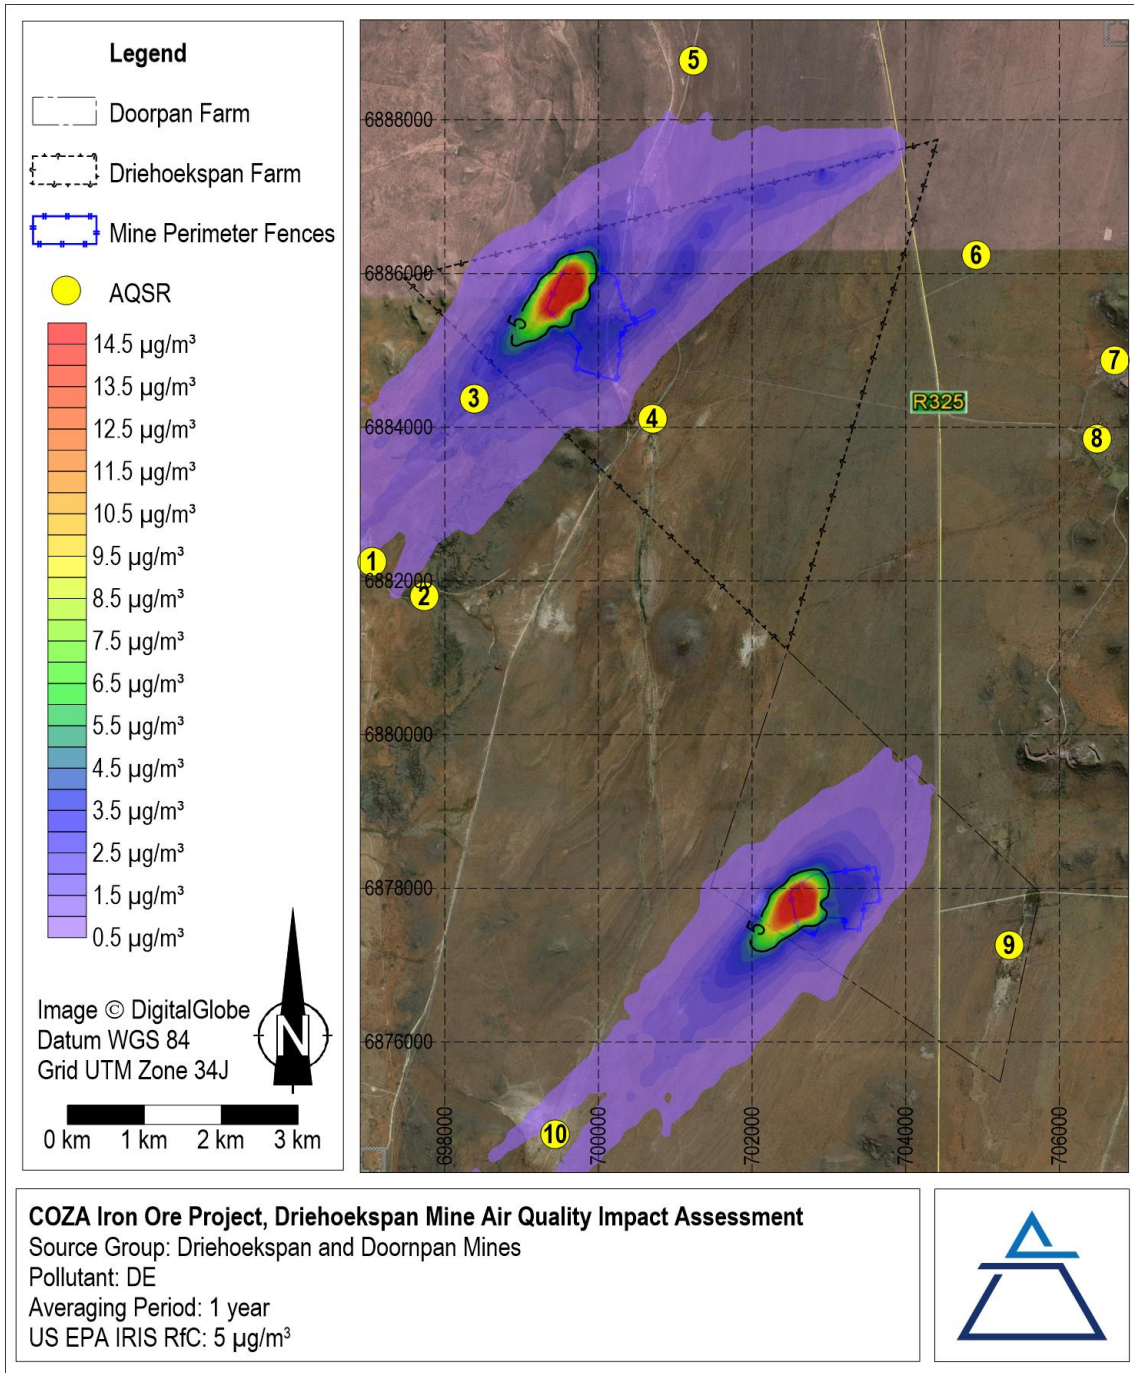 Legend
Doorpan Farm
Driehoekspan Farm
Mine Perimeter Fences
AQSR
14.5 µg/m³
13.5 µg/m³
12.5 µg/m³
11.5 µg/m³
10.5 µg/m³
9.5 µg/m³
8.5 µg/m³
7.5 µg/m³
6.5 µg/m³
5.5 µg/m³
4.5 µg/m³
3.5 µg/m³
2.5 µg/m³
1.5 µg/m³
0.5 µg/m³
Image © DigitalGlobe
Datum WGS 84
Grid UTM Zone 34J
N
0 km 1 km 2 km 3 km
5
6888000
6
6886000
5
7
3
R325
4
6884000
8
1
6882000
2
6880000
6878000
5
9
6876000
10
698000
700000
702000
704000
706000
COZA Iron Ore Project, Driehoekspan Mine Air Quality Impact Assessment
Source Group: Driehoekspan and Doornpan Mines
Pollutant: DE
Averaging Period: 1 year
US EPA IRIS RfC: 5 µg/m³